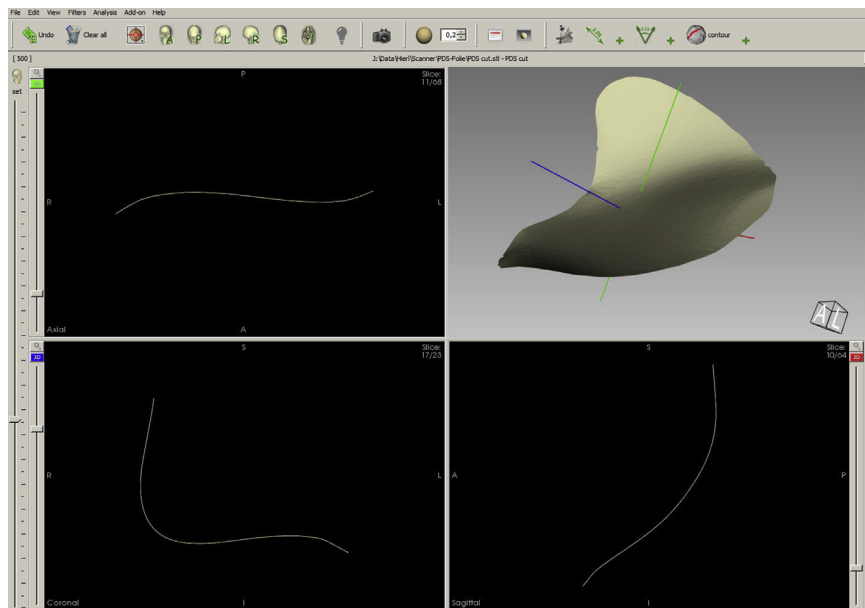 File Edit View Filters Analysis Add-on Help
Undo Clear all A P L R S I 0,2 contour
[ 500 ] J:\Data\Hierl\Scanner\PDS-Folie\PDS cut.stl - PDS cut
set
P Slice:
11/68
R L
Axial A
A L
3D S Slice:
17/23
R L
Coronal I
S Slice:
10/64 3D
A P
Sagittal I